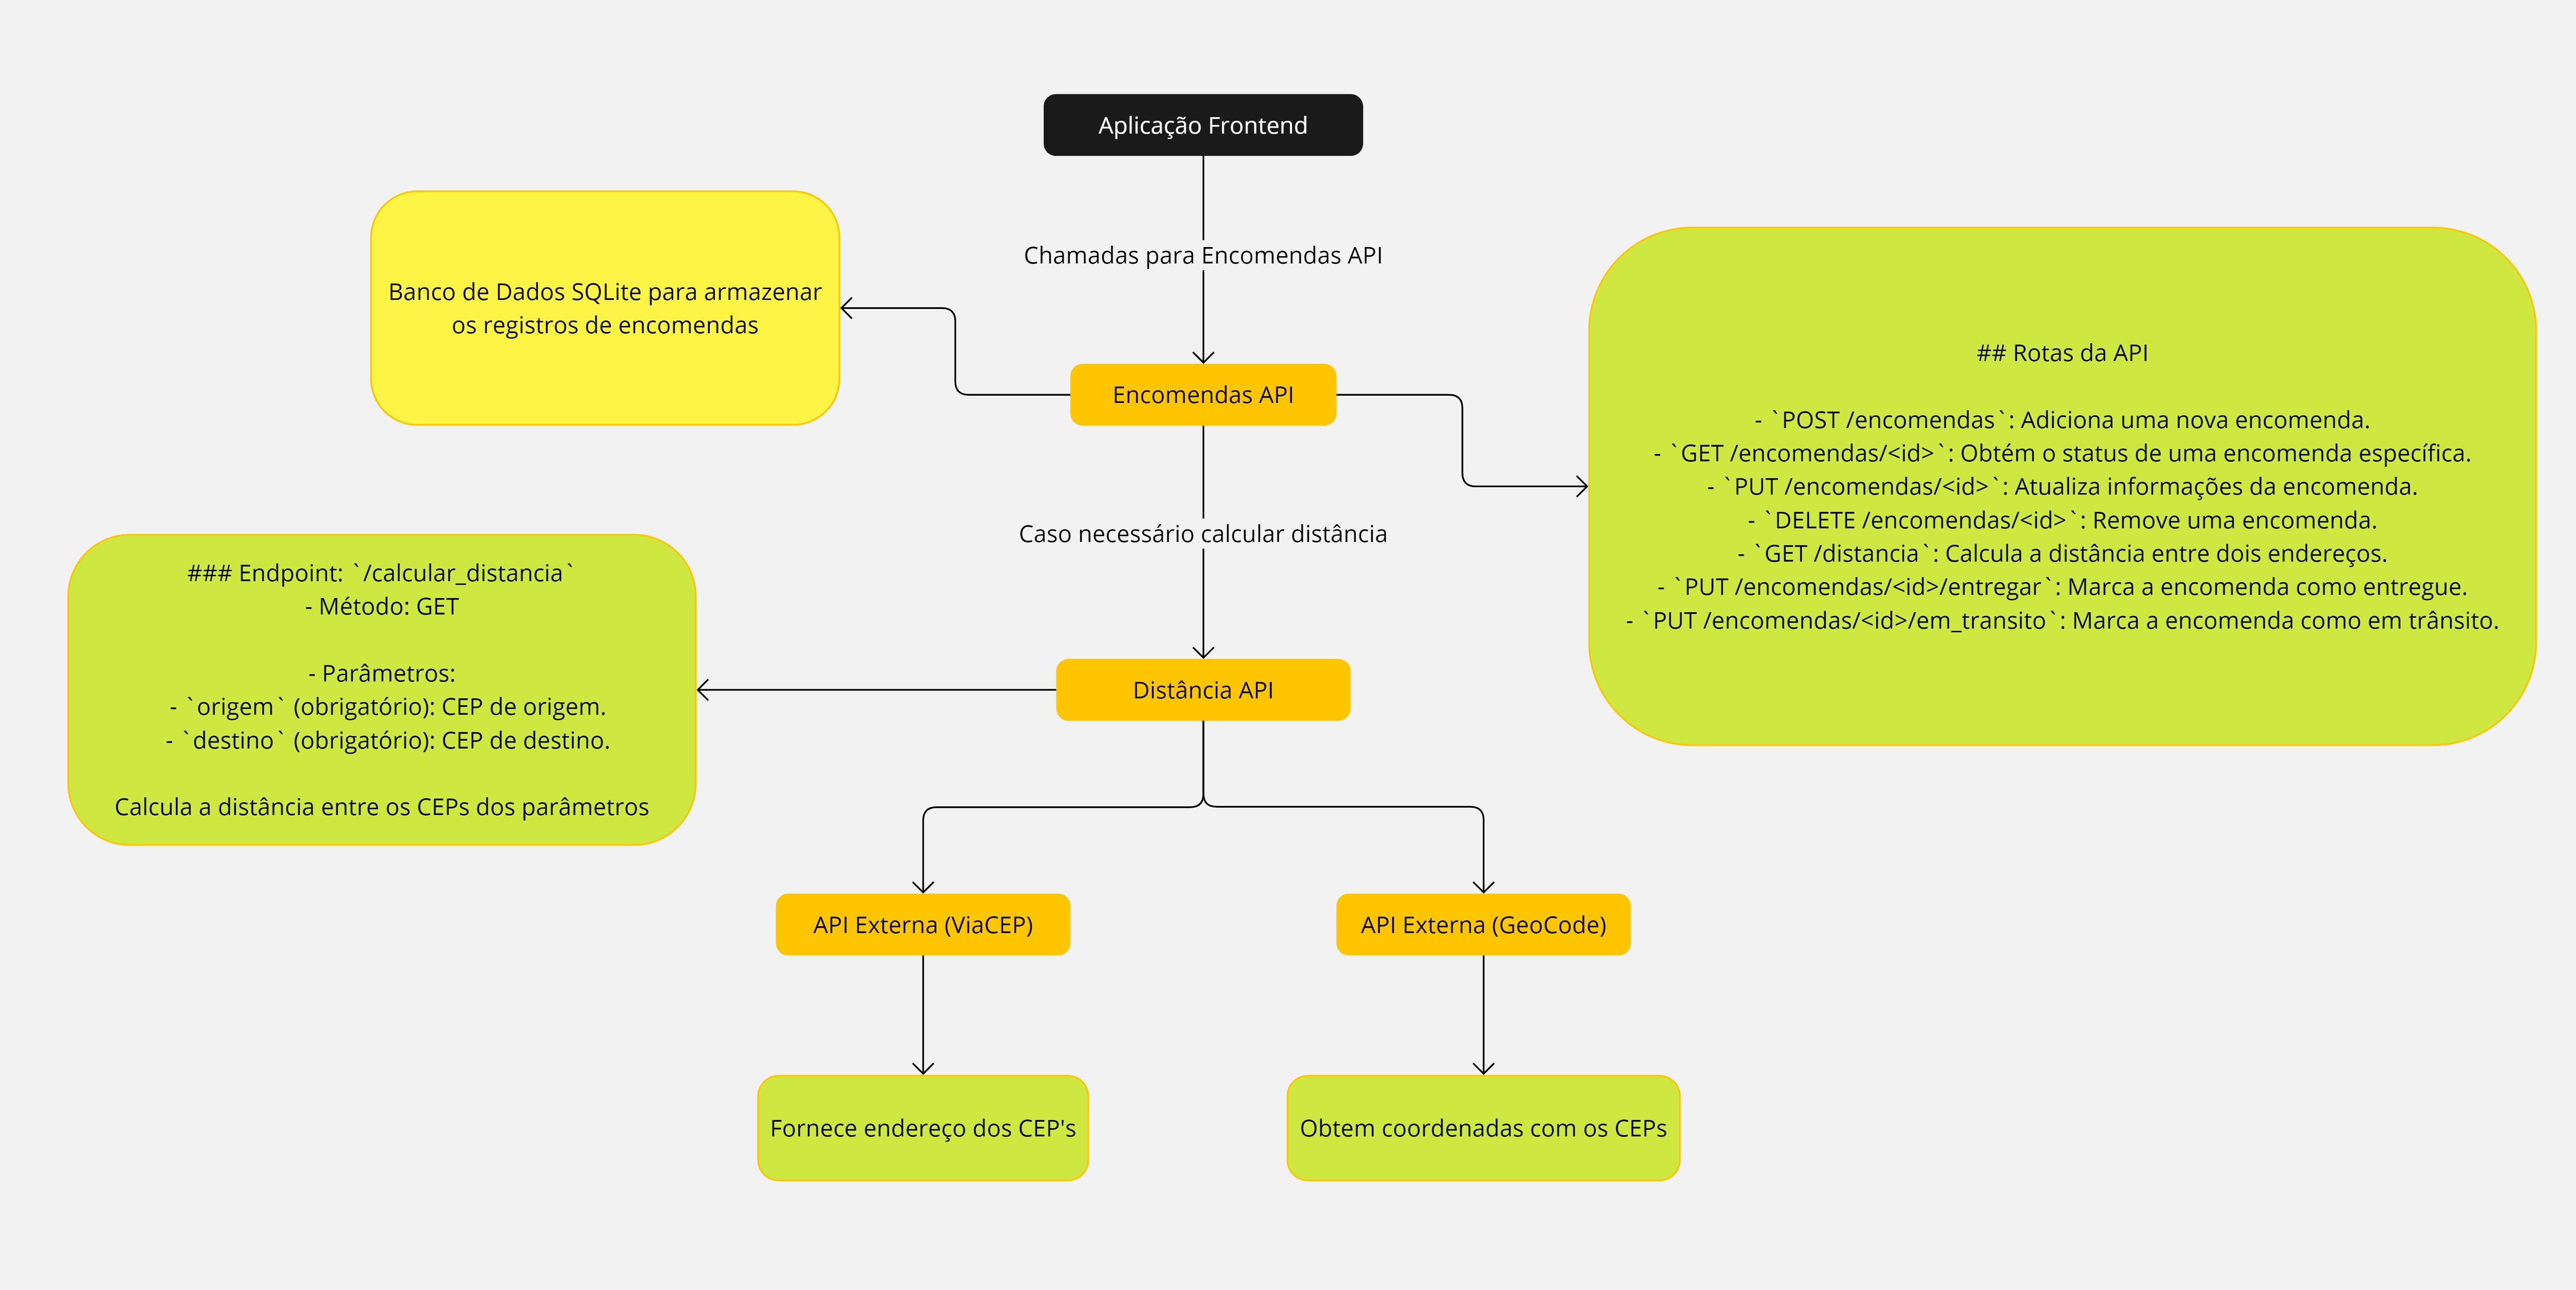 Aplicação Frontend
Chamadas para Encomendas API
Banco de Dados SQLite para armazenar
os registros de encomendas
Encomendas API
## Rotas da API
- `POST /encomendas`: Adiciona uma nova encomenda.
- `GET /encomendas/<id>`: Obtém o status de uma encomenda específica.
- `PUT /encomendas/<id>`: Atualiza informações da encomenda.
- `DELETE /encomendas/<id>`: Remove uma encomenda.
- `GET /distancia`: Calcula a distância entre dois endereços.
- `PUT /encomendas/<id>/entregar`: Marca a encomenda como entregue.
- `PUT /encomendas/<id>/em_transito`: Marca a encomenda como em trânsito.
Caso necessário calcular distância
### Endpoint: `/calcular_distancia`
- Método: GET
- Parâmetros:
- `origem` (obrigatório): CEP de origem.
- `destino` (obrigatório): CEP de destino.
Calcula a distância entre os CEPs dos parâmetros
Distância API
API Externa (ViaCEP)
API Externa (GeoCode)
Fornece endereço dos CEP's
Obtem coordenadas com os CEPs